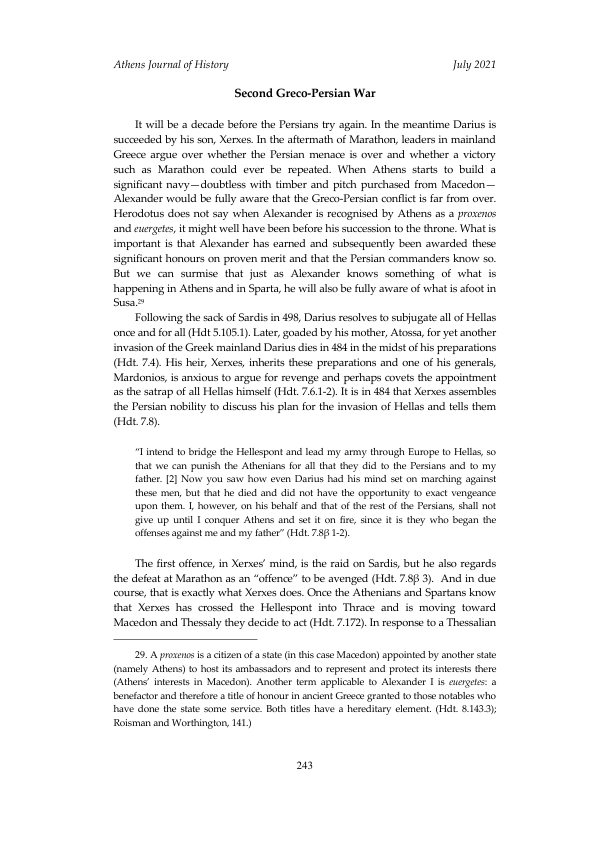 Athens Journal of History July 2021
Second Greco-Persian War
It will be a decade before the Persians try again. In the meantime Darius is
succeeded by his son, Xerxes. In the aftermath of Marathon, leaders in mainland
Greece argue over whether the Persian menace is over and whether a victory
such as Marathon could ever be repeated. When Athens starts to build a
significant navy—doubtless with timber and pitch purchased from Macedon—
Alexander would be fully aware that the Greco-Persian conflict is far from over.
Herodotus does not say when Alexander is recognised by Athens as a proxenos
and euergetes, it might well have been before his succession to the throne. What is
important is that Alexander has earned and subsequently been awarded these
significant honours on proven merit and that the Persian commanders know so.
But we can surmise that just as Alexander knows something of what is
happening in Athens and in Sparta, he will also be fully aware of what is afoot in
Susa.29
Following the sack of Sardis in 498, Darius resolves to subjugate all of Hellas
once and for all (Hdt 5.105.1). Later, goaded by his mother, Atossa, for yet another
invasion of the Greek mainland Darius dies in 484 in the midst of his preparations
(Hdt. 7.4). His heir, Xerxes, inherits these preparations and one of his generals,
Mardonios, is anxious to argue for revenge and perhaps covets the appointment
as the satrap of all Hellas himself (Hdt. 7.6.1-2). It is in 484 that Xerxes assembles
the Persian nobility to discuss his plan for the invasion of Hellas and tells them
(Hdt. 7.8).
“I intend to bridge the Hellespont and lead my army through Europe to Hellas, so
that we can punish the Athenians for all that they did to the Persians and to my
father. [2] Now you saw how even Darius had his mind set on marching against
these men, but that he died and did not have the opportunity to exact vengeance
upon them. I, however, on his behalf and that of the rest of the Persians, shall not
give up until I conquer Athens and set it on fire, since it is they who began the
offenses against me and my father” (Hdt. 7.8β 1-2).
The first offence, in Xerxes’ mind, is the raid on Sardis, but he also regards
the defeat at Marathon as an “offence” to be avenged (Hdt. 7.8β 3). And in due
course, that is exactly what Xerxes does. Once the Athenians and Spartans know
that Xerxes has crossed the Hellespont into Thrace and is moving toward
Macedon and Thessaly they decide to act (Hdt. 7.172). In response to a Thessalian
29. A proxenos is a citizen of a state (in this case Macedon) appointed by another state
(namely Athens) to host its ambassadors and to represent and protect its interests there
(Athens’ interests in Macedon). Another term applicable to Alexander I is euergetes: a
benefactor and therefore a title of honour in ancient Greece granted to those notables who
have done the state some service. Both titles have a hereditary element. (Hdt. 8.143.3);
Roisman and Worthington, 141.)
243